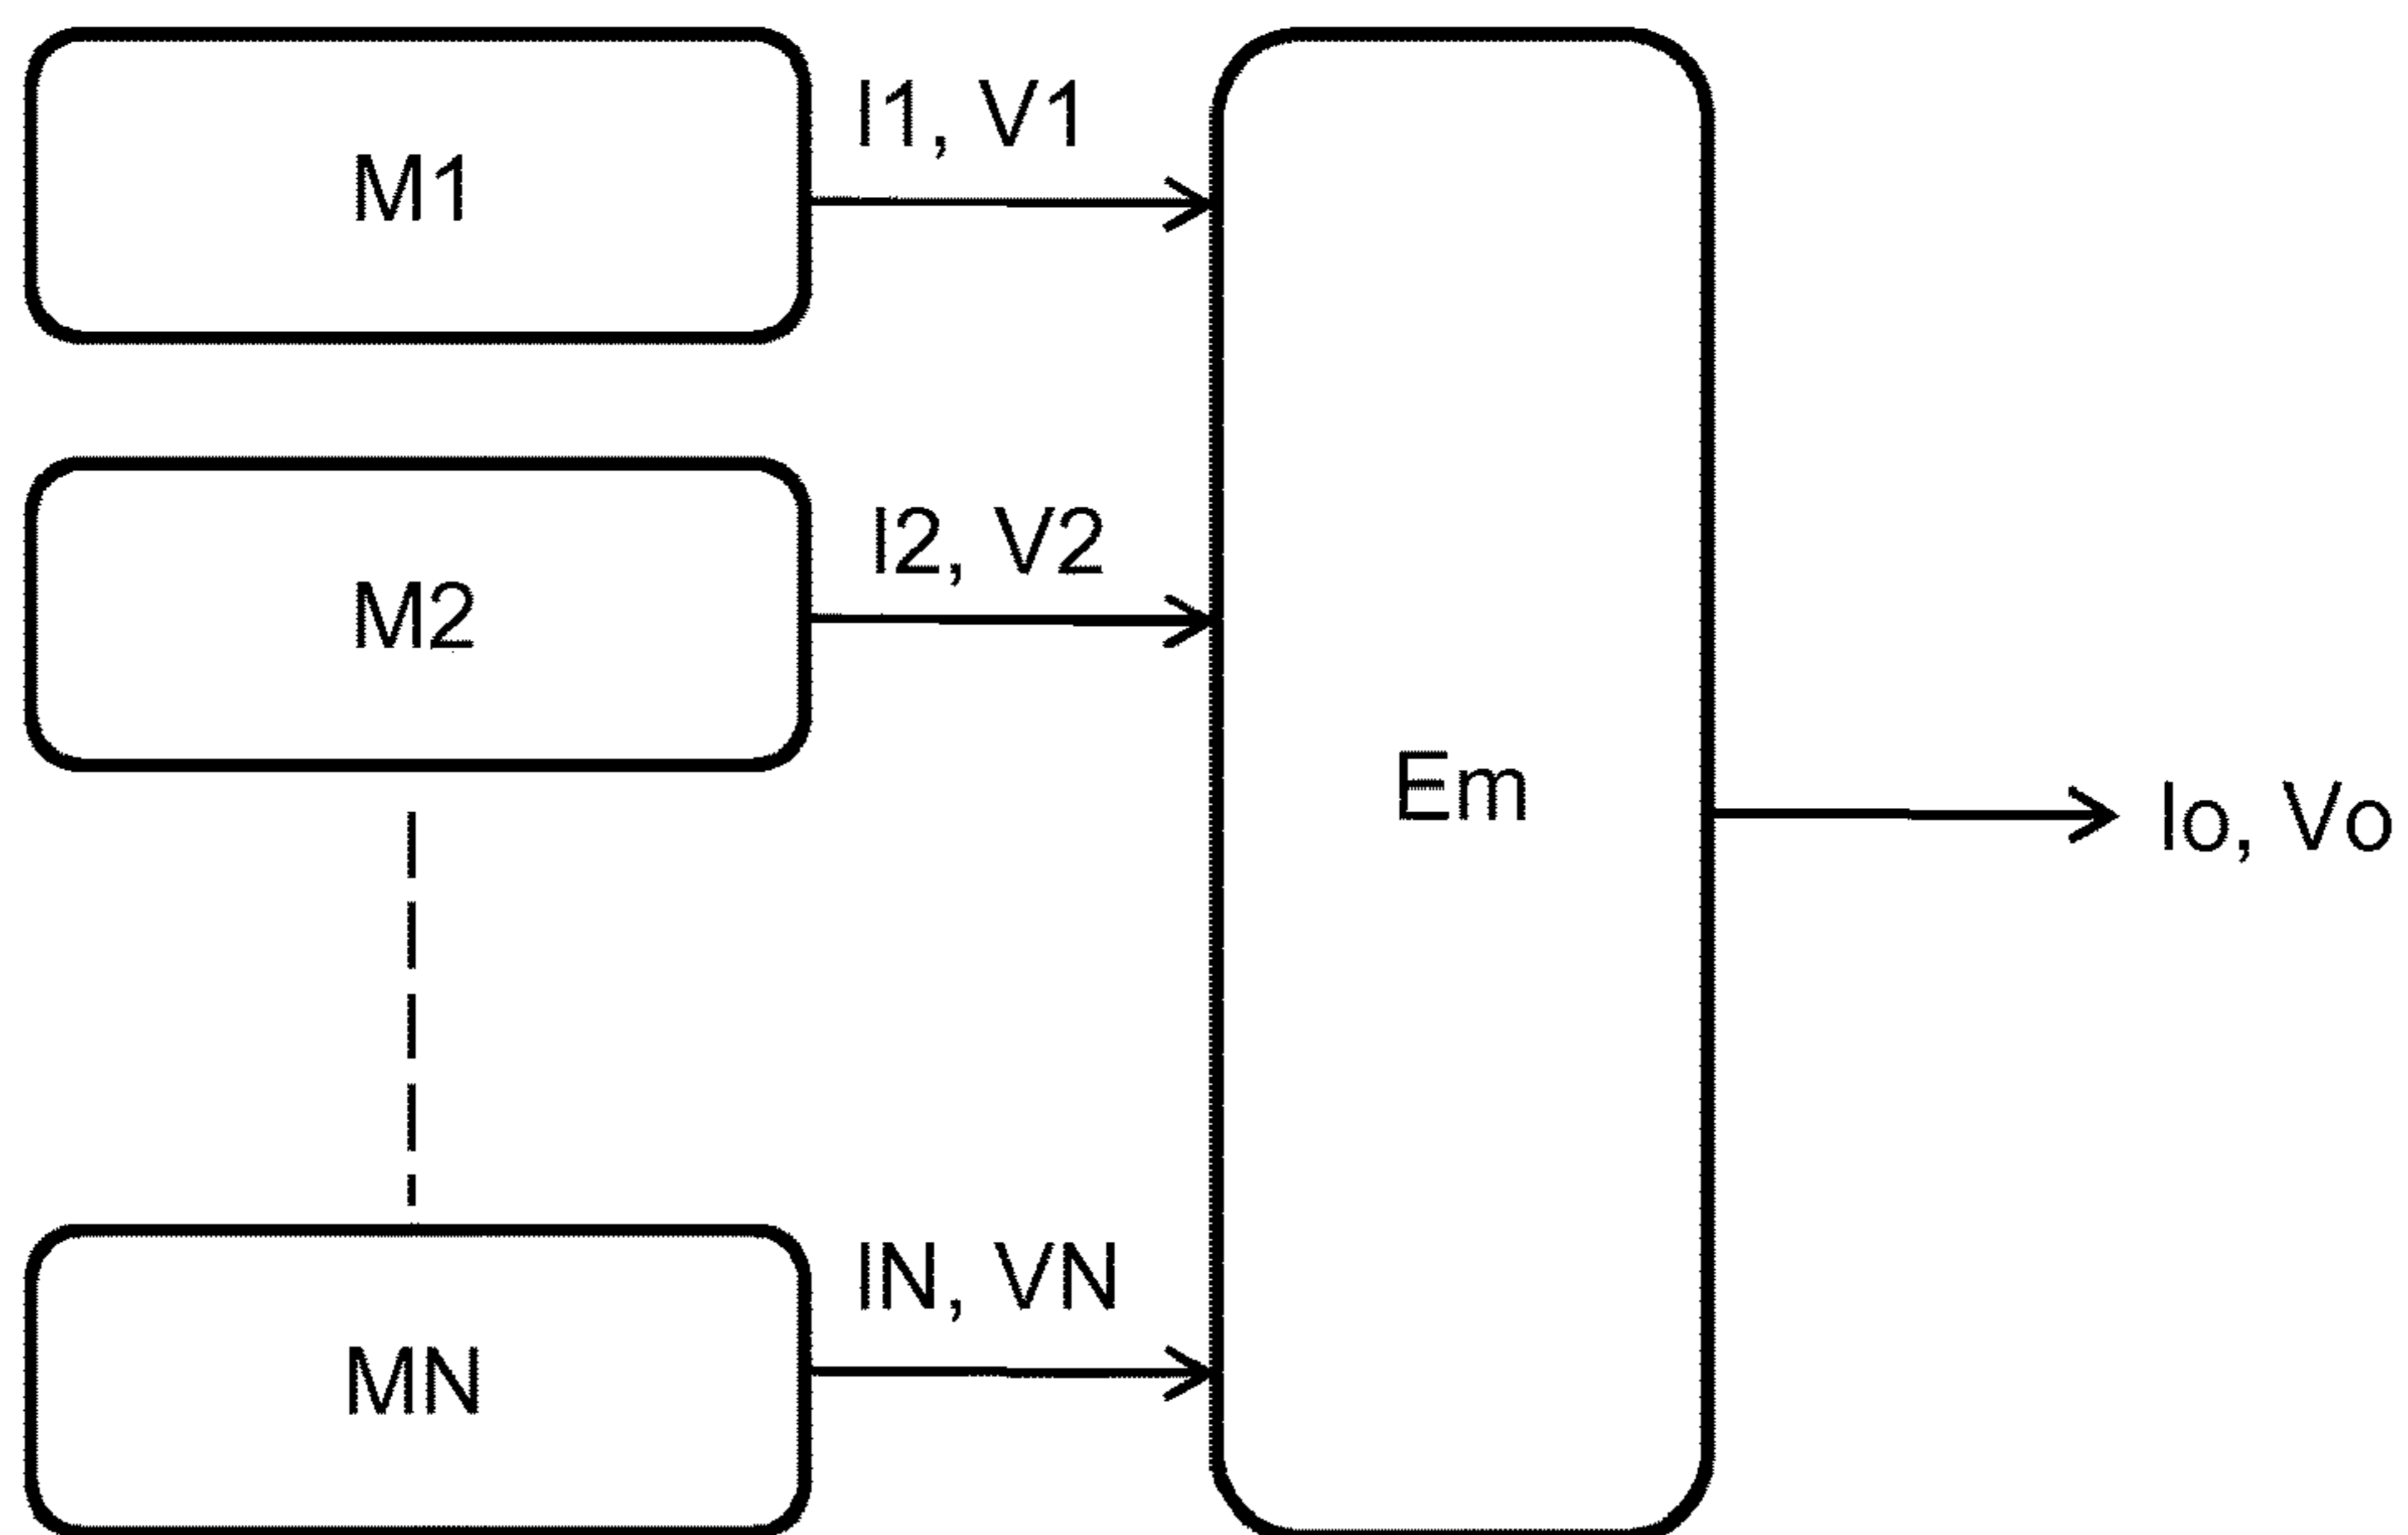 I1, V1
M1
I2, V2
M2
Em
Io, Vo
IN, VN
MN